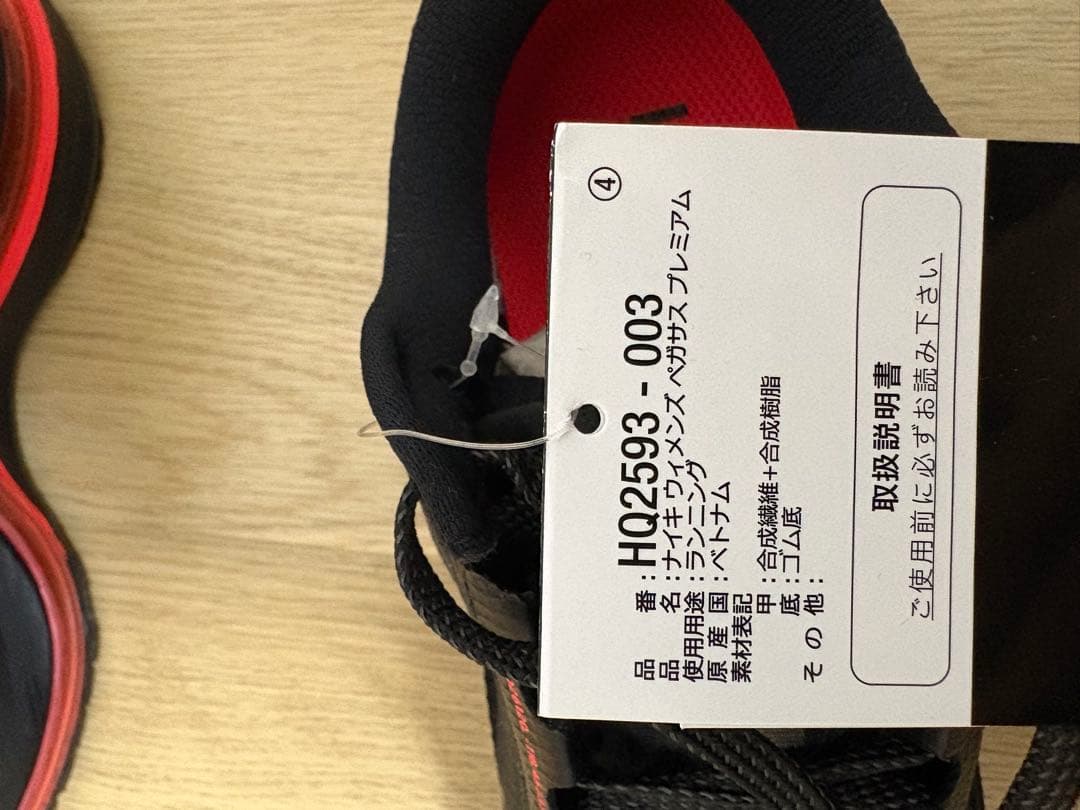 ④
品番：HQ2593-003
品名：ナイキ ウィメンズ ペガサス プレミアム
使用用途：ランニング
原産国：ベトナム
素材表記
甲：合成繊維＋合成樹脂
底：ゴム底
その他：
取扱説明書
ご使用前に必ずお読み下さい